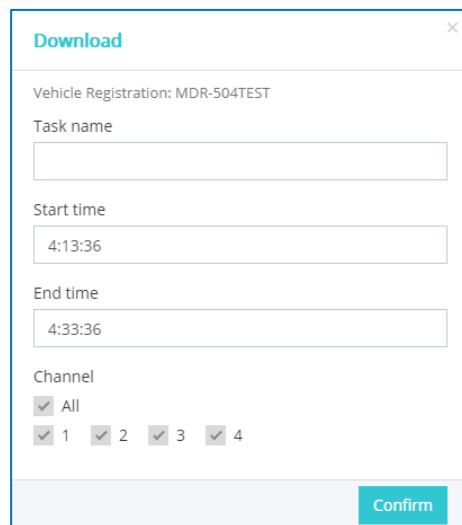 Download
Vehicle Registration: MDR-504TEST
Task name
Start time
4:13:36
End time
4:33:36
Channel
All
1 2 3 4
Confirm